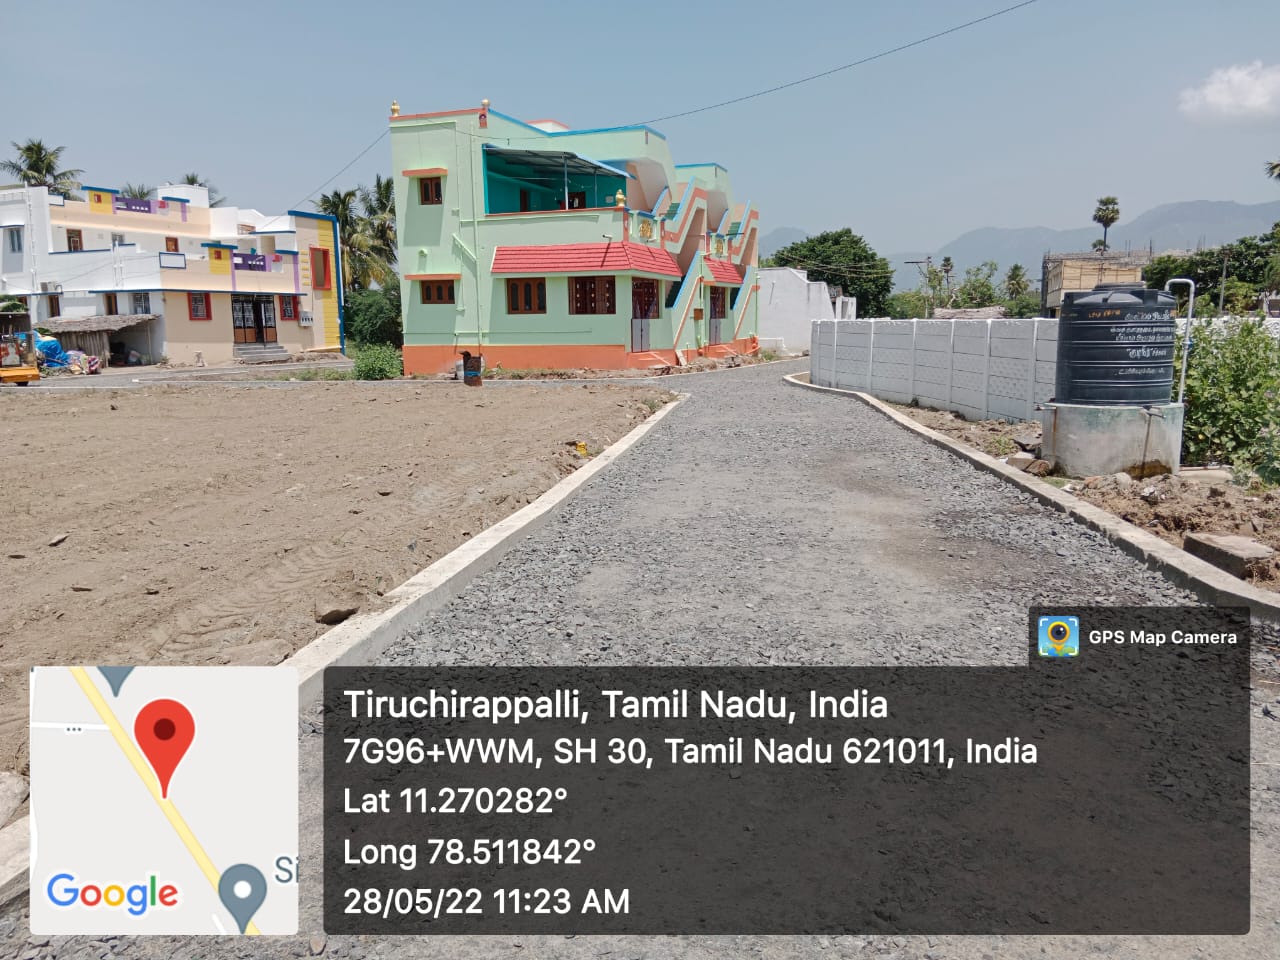 GPS Map Camera
Tiruchirappalli, Tamil Nadu, India
7G96+WWM, SH 30, Tamil Nadu 621011, India
Lat 11.270282°
Long 78.511842°
28/05/22 11:23 AM
Si
Google